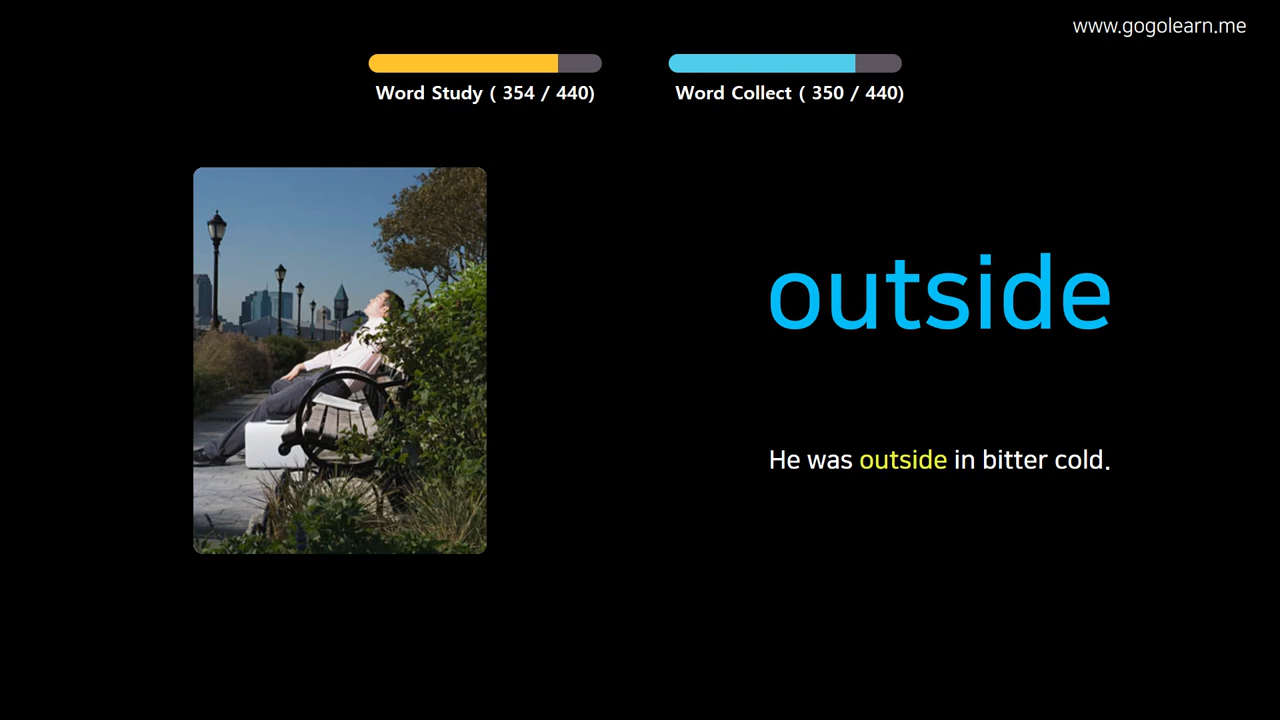 www.gogolearn.me
Word Study ( 354 / 440)
Word Collect ( 350 / 440)
outside
He was outside in bitter cold.